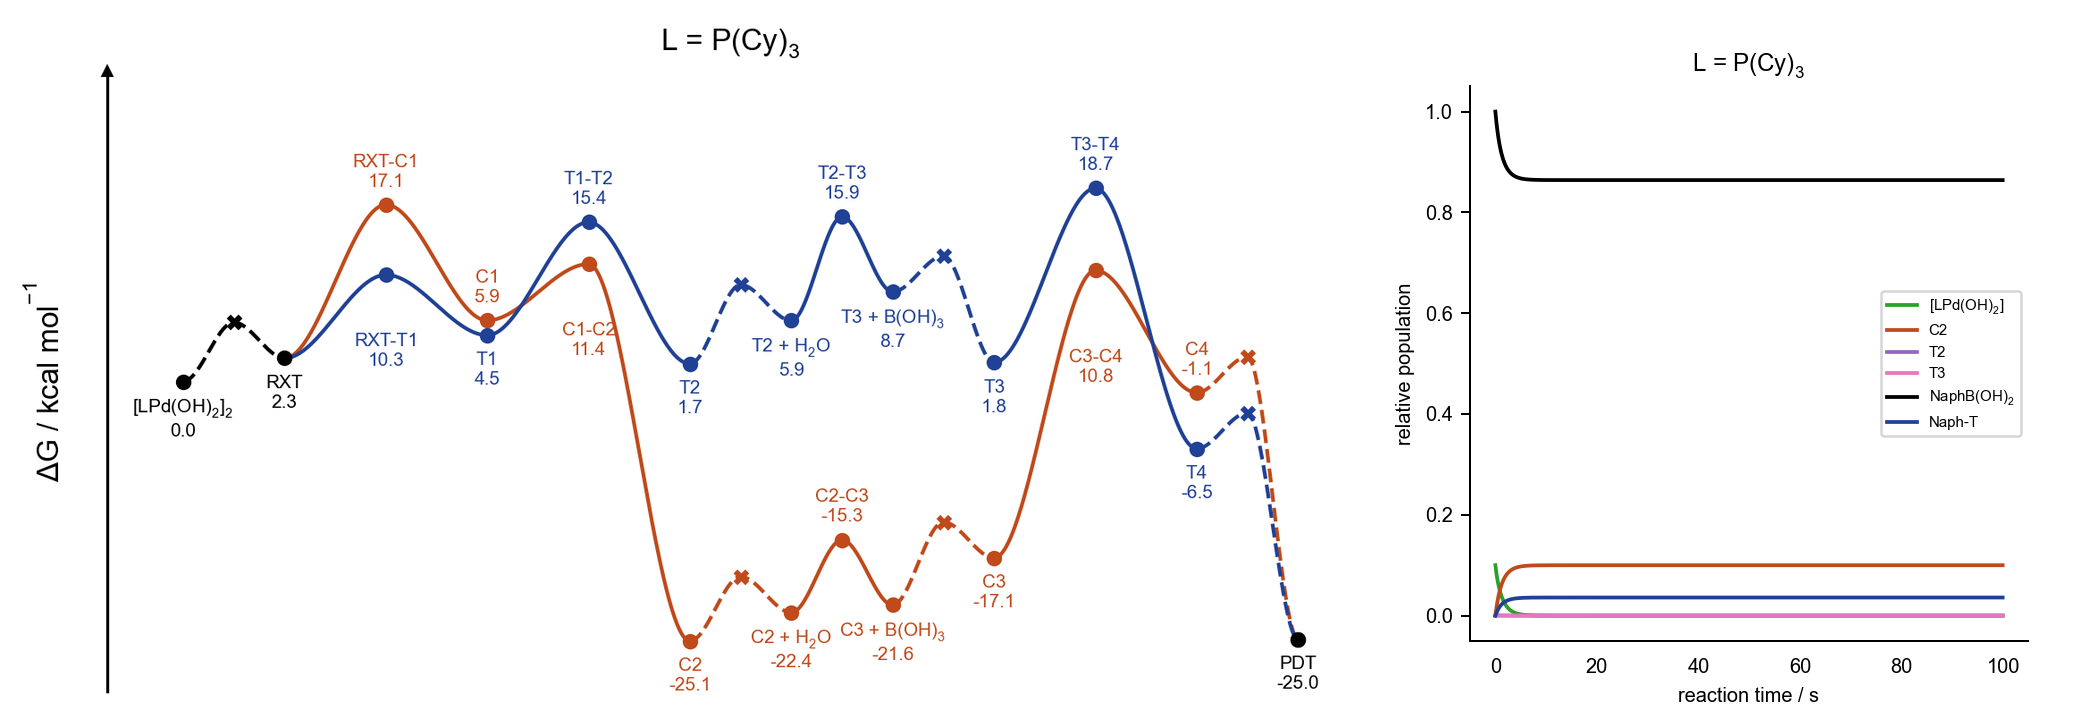 L = P(Cy)₃
ΔG / kcal mol⁻¹
[LPd(OH)₂]₂
0.0
RXT
2.3
RXT-C1
17.1
RXT-T1
10.3
C1
5.9
T1
4.5
T1-T2
15.4
C1-C2
11.4
T2
1.7
C2
-25.1
T2 + H₂O
5.9
C2 + H₂O
-22.4
T2-T3
15.9
C2-C3
-15.3
T3 + B(OH)₃
8.7
C3 + B(OH)₃
-21.6
T3
1.8
C3
-17.1
T3-T4
18.7
C3-C4
10.8
C4
-1.1
T4
-6.5
PDT
-25.0
L = P(Cy)₃
relative population
1.0
0.8
0.6
0.4
0.2
0.0
0 20 40 60 80 100
reaction time / s
[LPd(OH)₂]
C2
T2
T3
NaphB(OH)₂
Naph-T